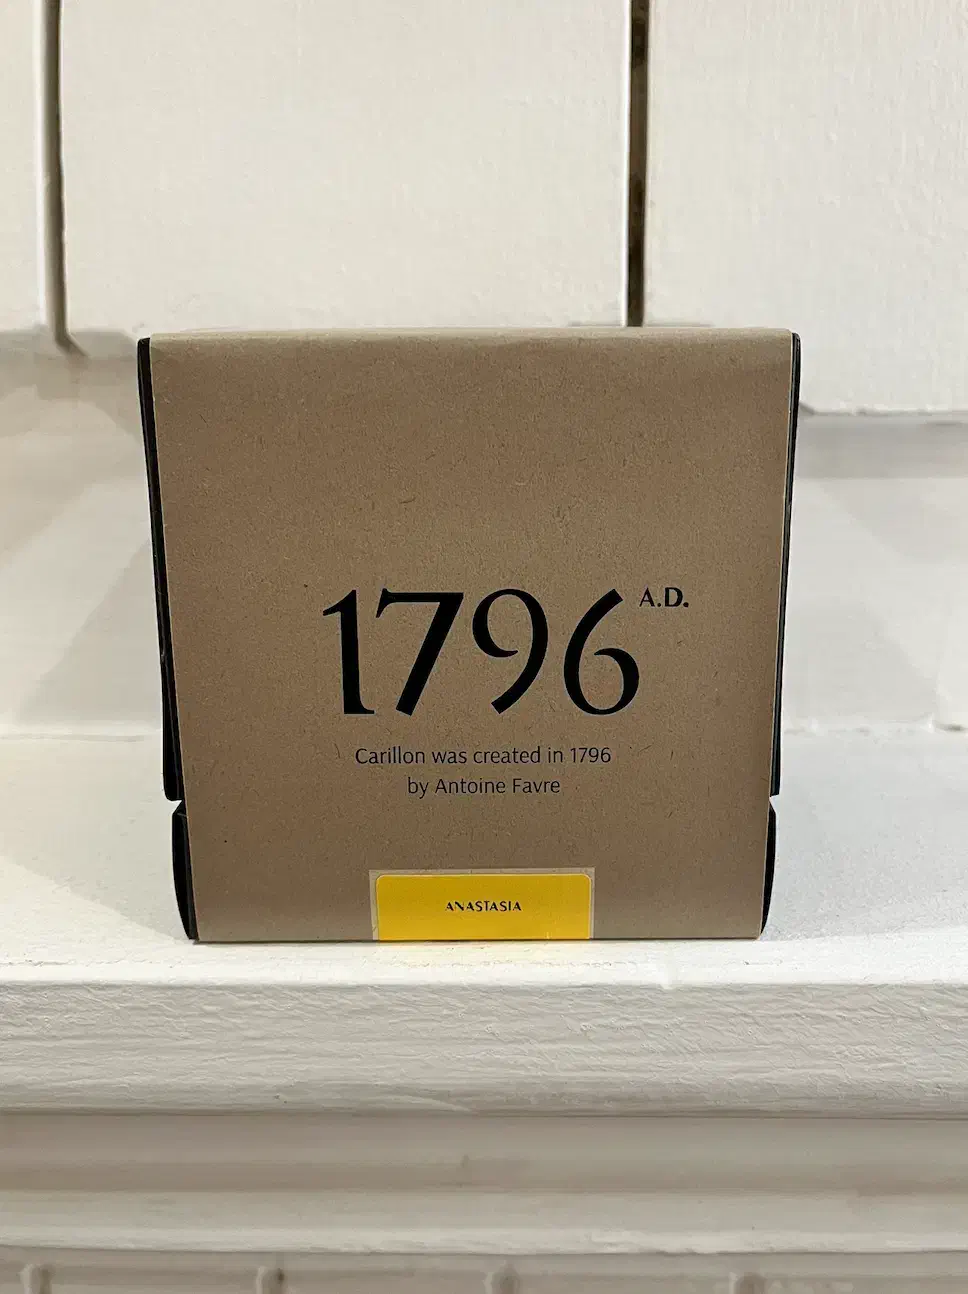 1796 A.D.
Carillon was created in 1796
by Antoine Favre
ANASTASIA